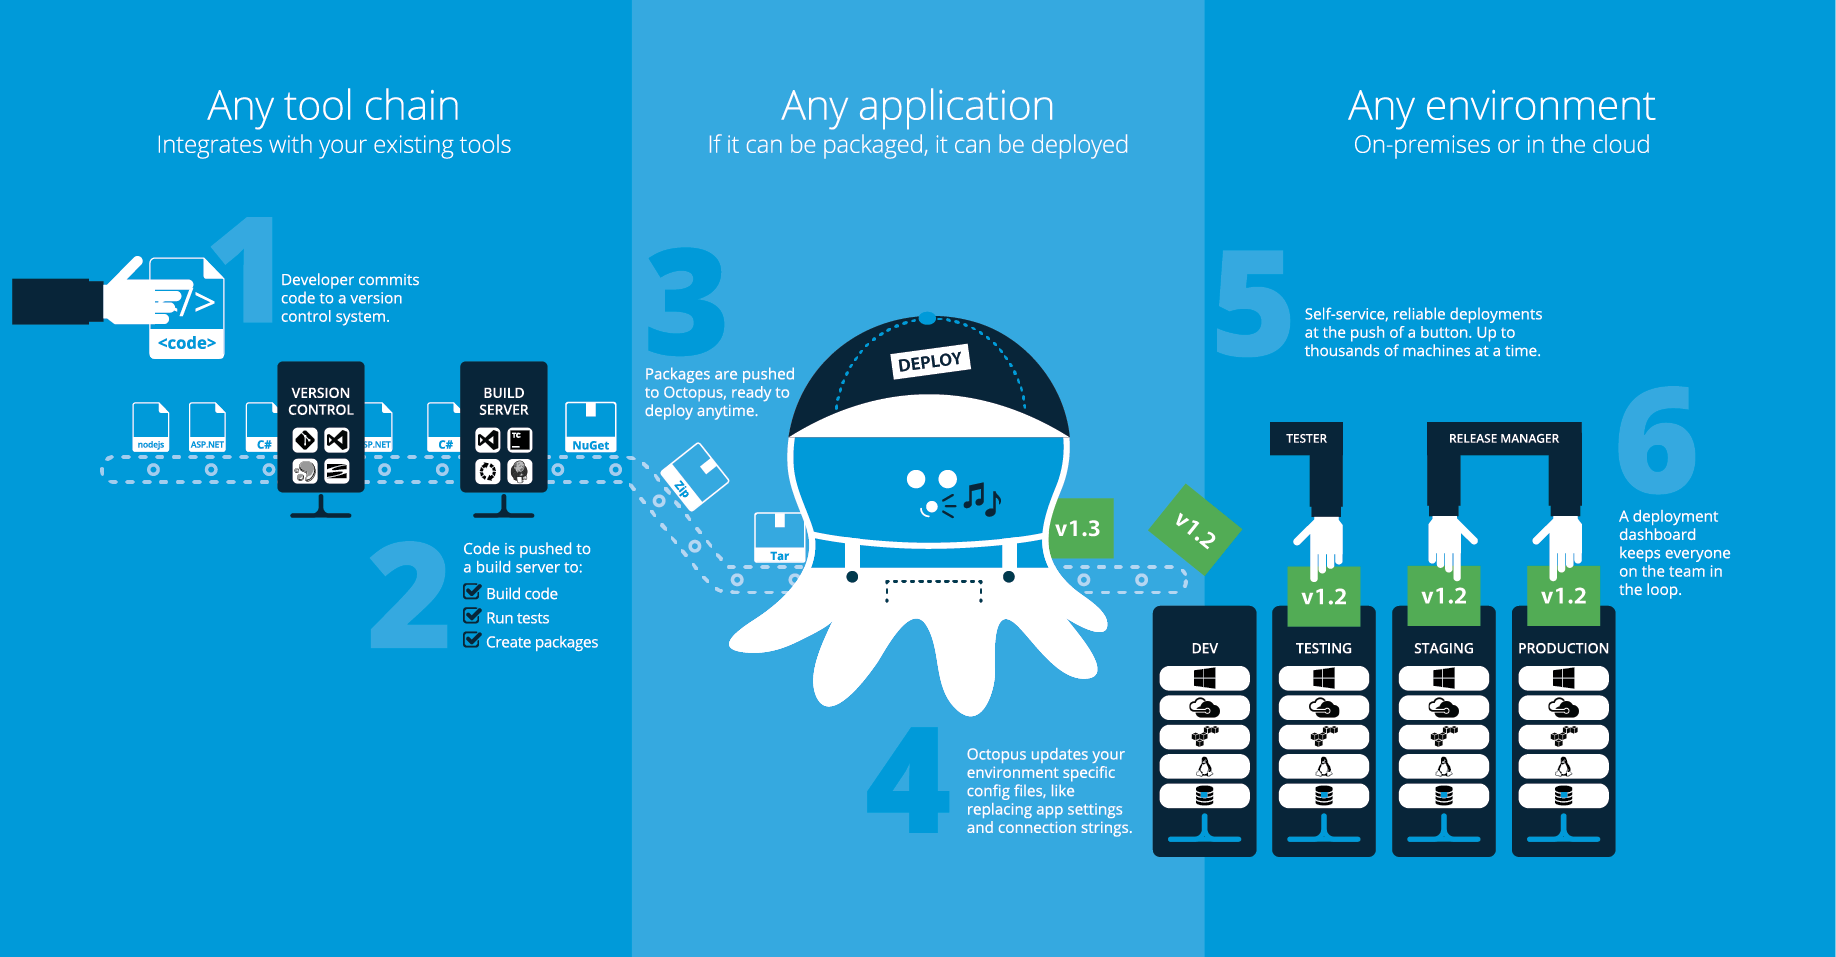 Any tool chain
Integrates with your existing tools
1
Developer commits
code to a version
control system.
</>
<code>
nodejs
ASP.NET
C#
VERSION
CONTROL
SP.NET
C#
BUILD
SERVER
TC
NuGet
2
Code is pushed to
a build server to:
Build code
Run tests
Create packages
Any application
If it can be packaged, it can be deployed
3
Packages are pushed
to Octopus, ready to
deploy anytime.
Zip
Tar
DEPLOY
v1.3
v1.2
4
Octopus updates your
environment specific
config files, like
replacing app settings
and connection strings.
Any environment
On-premises or in the cloud
5
Self-service, reliable deployments
at the push of a button. Up to
thousands of machines at a time.
TESTER
RELEASE MANAGER
6
A deployment
dashboard
keeps everyone
on the team in
the loop.
v1.2
v1.2
v1.2
DEV
TESTING
STAGING
PRODUCTION